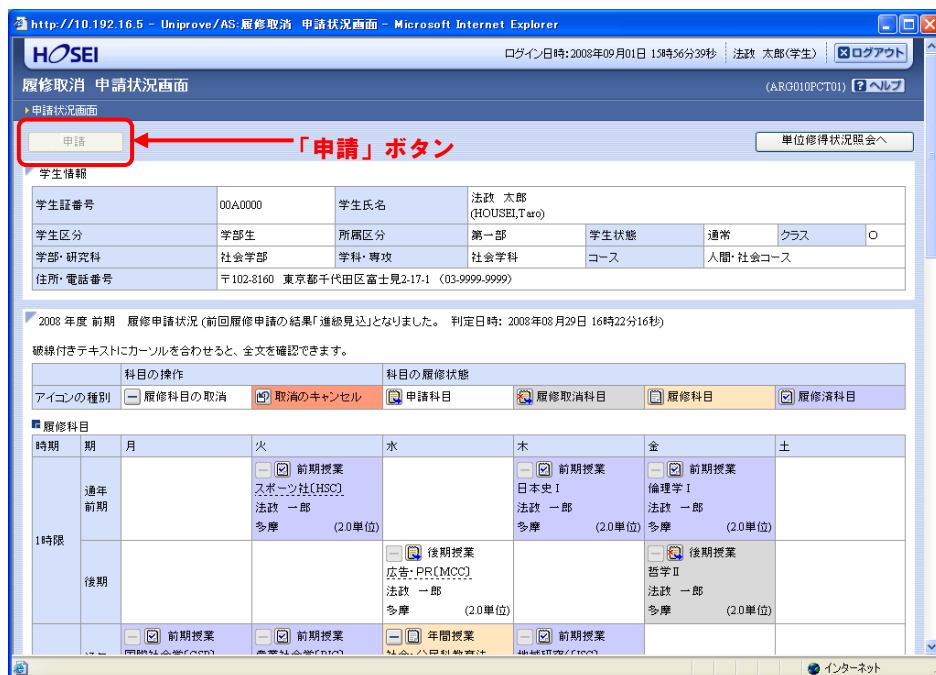 http://10.192.16.5 - Uniprove/AS:履修取消 申請状況画面 - Microsoft Internet Explorer
HOSEI
ログイン日時:2008年09月01日 15時56分39秒 法政 太郎(学生) ログアウト
履修取消 申請状況画面 (ARG010PCT01) ? ヘルプ
申請状況画面
申請 「申請」ボタン 単位修得状況照会へ
学生情報
学生証番号 00A0000 学生氏名 法政 太郎
(HOUSEI,Taro)
学生区分 学部生 所属区分 第一部 学生状態 通常 クラス O
学部・研究科 社会学部 学科・専攻 社会学科 コース 人間・社会コース
住所・電話番号 〒102-8160 東京都千代田区富士見2-17-1 (03-9999-9999)
2008 年度 前期 履修申請状況 (前回履修申請の結果「進級見込」となりました。 判定日時: 2008年08月29日 16時22分16秒)
破線付きテキストにカーソルを合わせると、全文を確認できます。
科目の操作 科目の履修状態
アイコンの種別 履修科目の取消 取消のキャンセル 申請科目 履修取消科目 履修科目 履修済科目
履修科目
時期 期 月 火 水 木 金 土
1時限
通年
前期
前期授業
スポーツ社[HSC]
法政 一郎
多摩 (2.0単位)
前期授業
日本史Ⅰ
法政 一郎
多摩
前期授業
倫理学Ⅰ
法政 一郎
(2.0単位) 多摩 (2.0単位)
後期
後期授業
広告・PR[MCC]
法政 一郎
多摩 (2.0単位)
後期授業
哲学Ⅱ
法政 一郎
多摩 (2.0単位)
前期授業 前期授業 年間授業 前期授業
インターネット